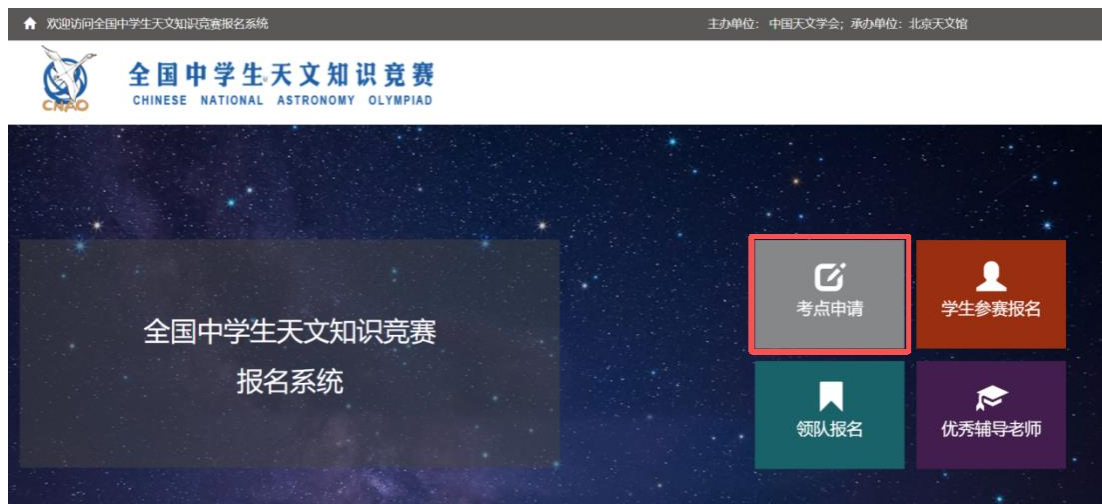 欢迎访问全国中学生天文知识竞赛报名系统
主办单位: 中国天文学会; 承办单位: 北京天文馆
CNAO
全国中学生天文知识竞赛
CHINESE NATIONAL ASTRONOMY OLYMPIAD
全国中学生天文知识竞赛
报名系统
考点申请
学生参赛报名
领队报名
优秀辅导老师